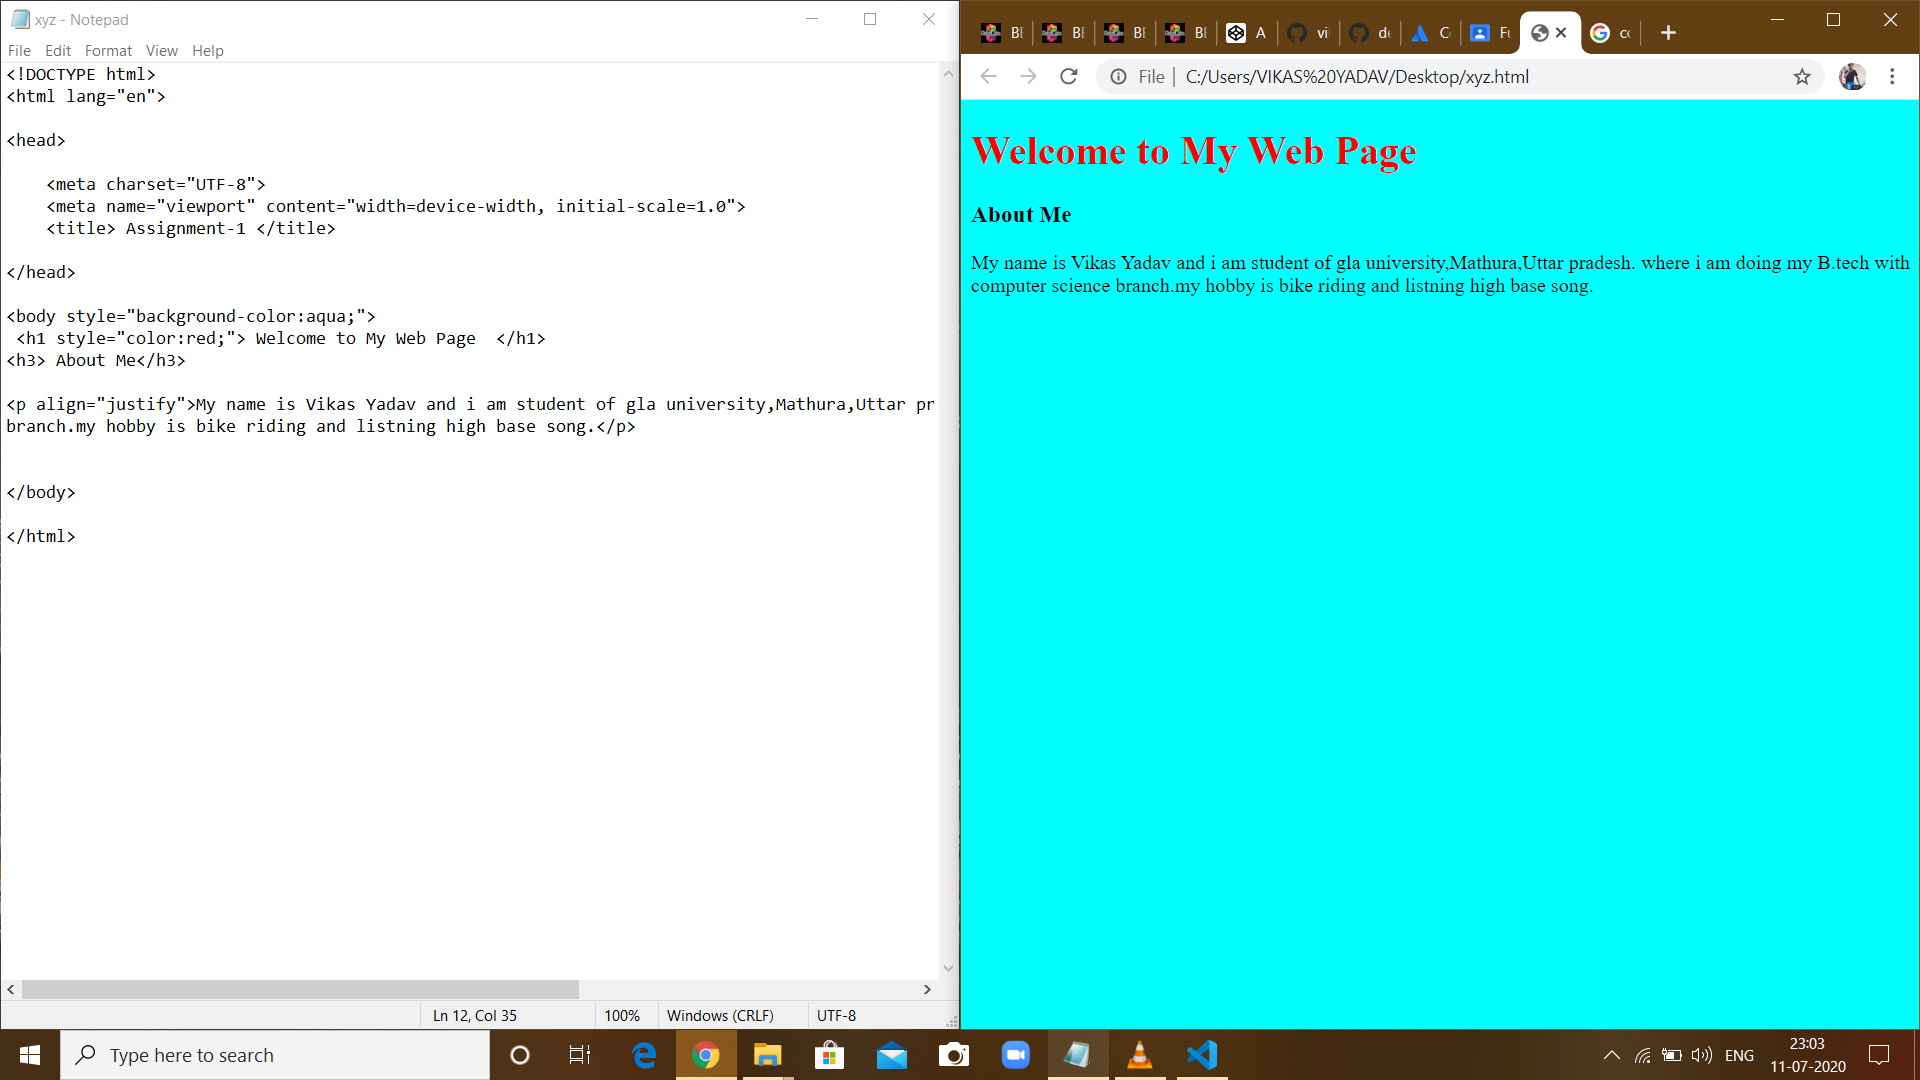 xyz - Notepad
File Edit Format View Help
<!DOCTYPE html>
<html lang="en">
<head>
<meta charset="UTF-8">
<meta name="viewport" content="width=device-width, initial-scale=1.0">
<title> Assignment-1 </title>
</head>
<body style="background-color:aqua;">
<h1 style="color:red;"> Welcome to My Web Page  </h1>
<h3> About Me</h3>
<p align="justify">My name is Vikas Yadav and i am student of gla university,Mathura,Uttar pr
branch.my hobby is bike riding and listning high base song.</p>
</body>
</html>
Ln 12, Col 35 100% Windows (CRLF) UTF-8
A vi de
File | C:/Users/VIKAS%20YADAV/Desktop/xyz.html
Welcome to My Web Page
About Me
My name is Vikas Yadav and i am student of gla university,Mathura,Uttar pradesh. where i am doing my B.tech with
computer science branch.my hobby is bike riding and listning high base song.
Type here to search
ENG
23:03
11-07-2020